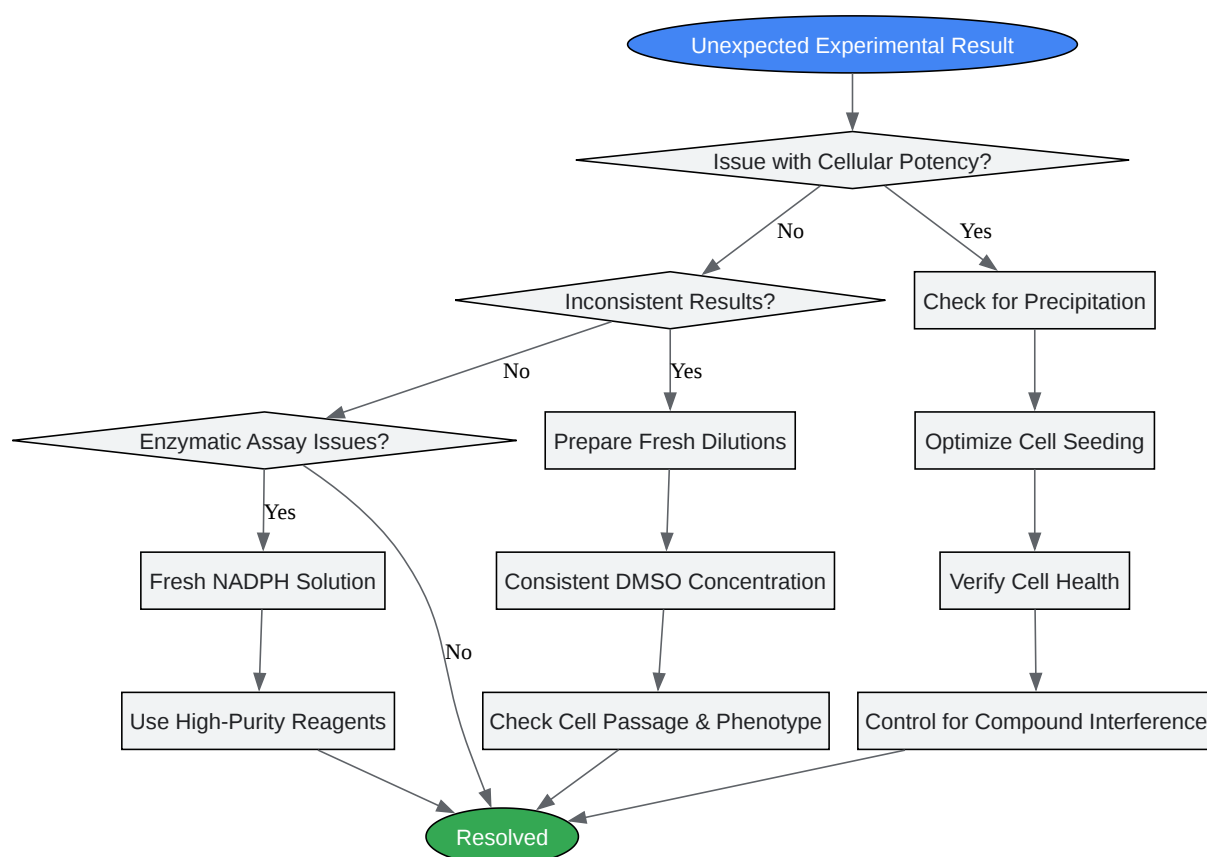 Unexpected Experimental Result
Issue with Cellular Potency?
No
Yes
Inconsistent Results?
Check for Precipitation
No
Yes
Enzymatic Assay Issues?
Prepare Fresh Dilutions
Optimize Cell Seeding
Yes
Fresh NADPH Solution
Consistent DMSO Concentration
Verify Cell Health
No
Use High-Purity Reagents
Check Cell Passage & Phenotype
Control for Compound Interference
Resolved